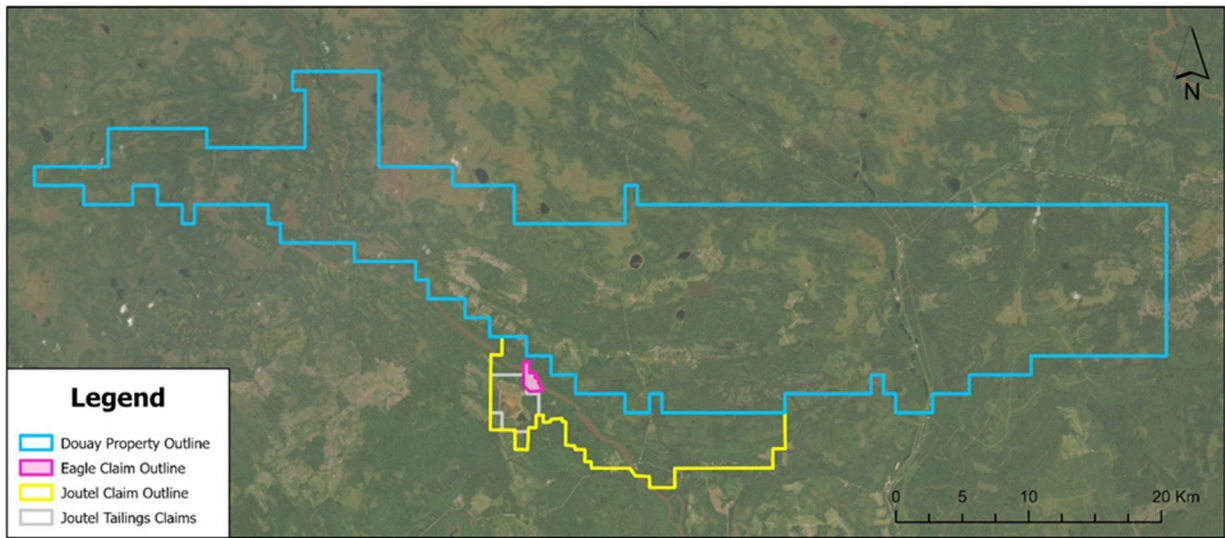 N
Legend
Douay Property Outline
Eagle Claim Outline
Joutel Claim Outline
Joutel Tailings Claims
0 5 10 20 Km